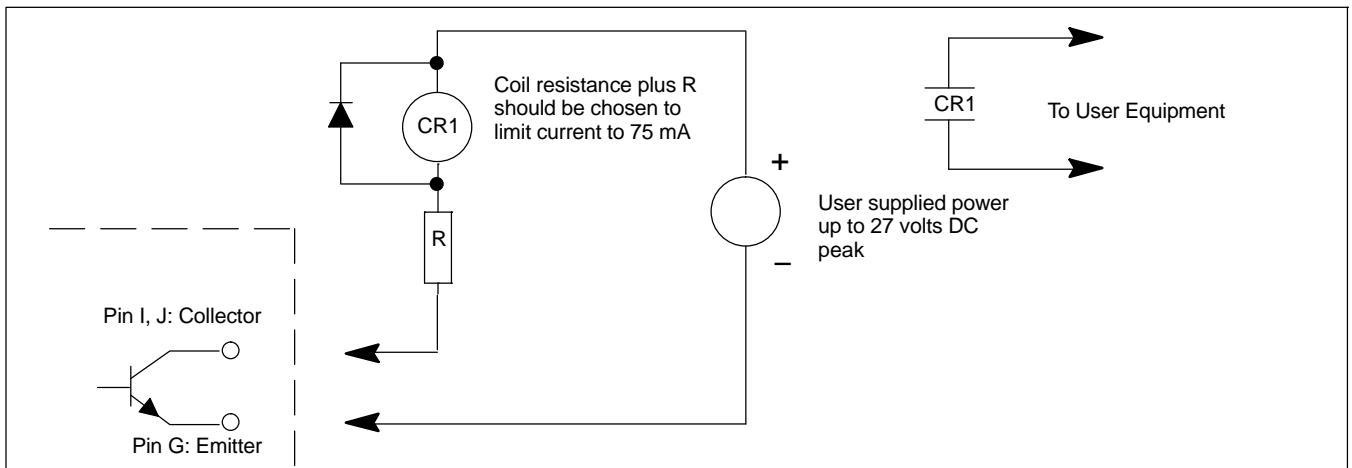 Coil resistance plus R
should be chosen to
limit current to 75 mA
CR1
R
+
User supplied power
up to 27 volts DC
peak
–
CR1
To User Equipment
Pin I, J: Collector
Pin G: Emitter